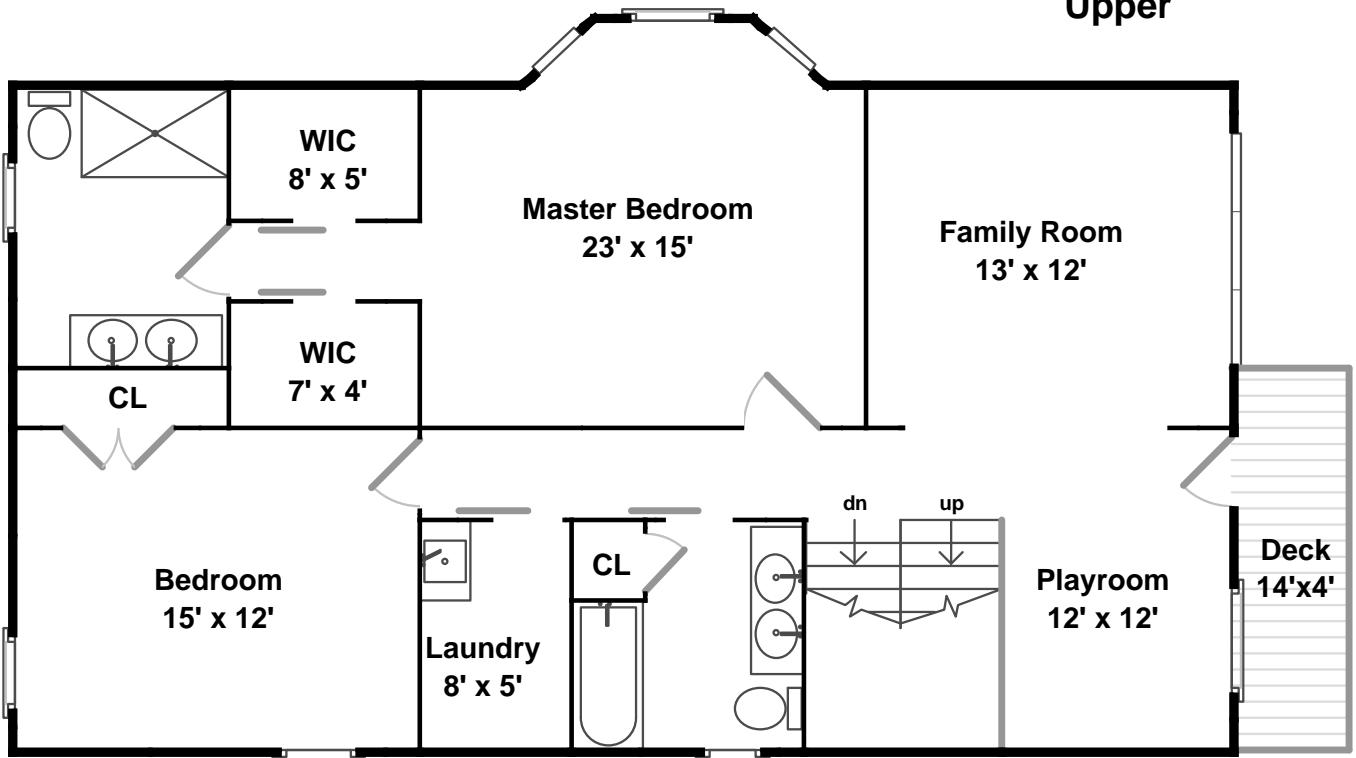 Upper
WIC
8' x 5'
Master Bedroom
23' x 15'
Family Room
13' x 12'
WIC
7' x 4'
CL
dn
up
Bedroom
15' x 12'
CL
Laundry
8' x 5'
Playroom
12' x 12'
Deck
14'x4'